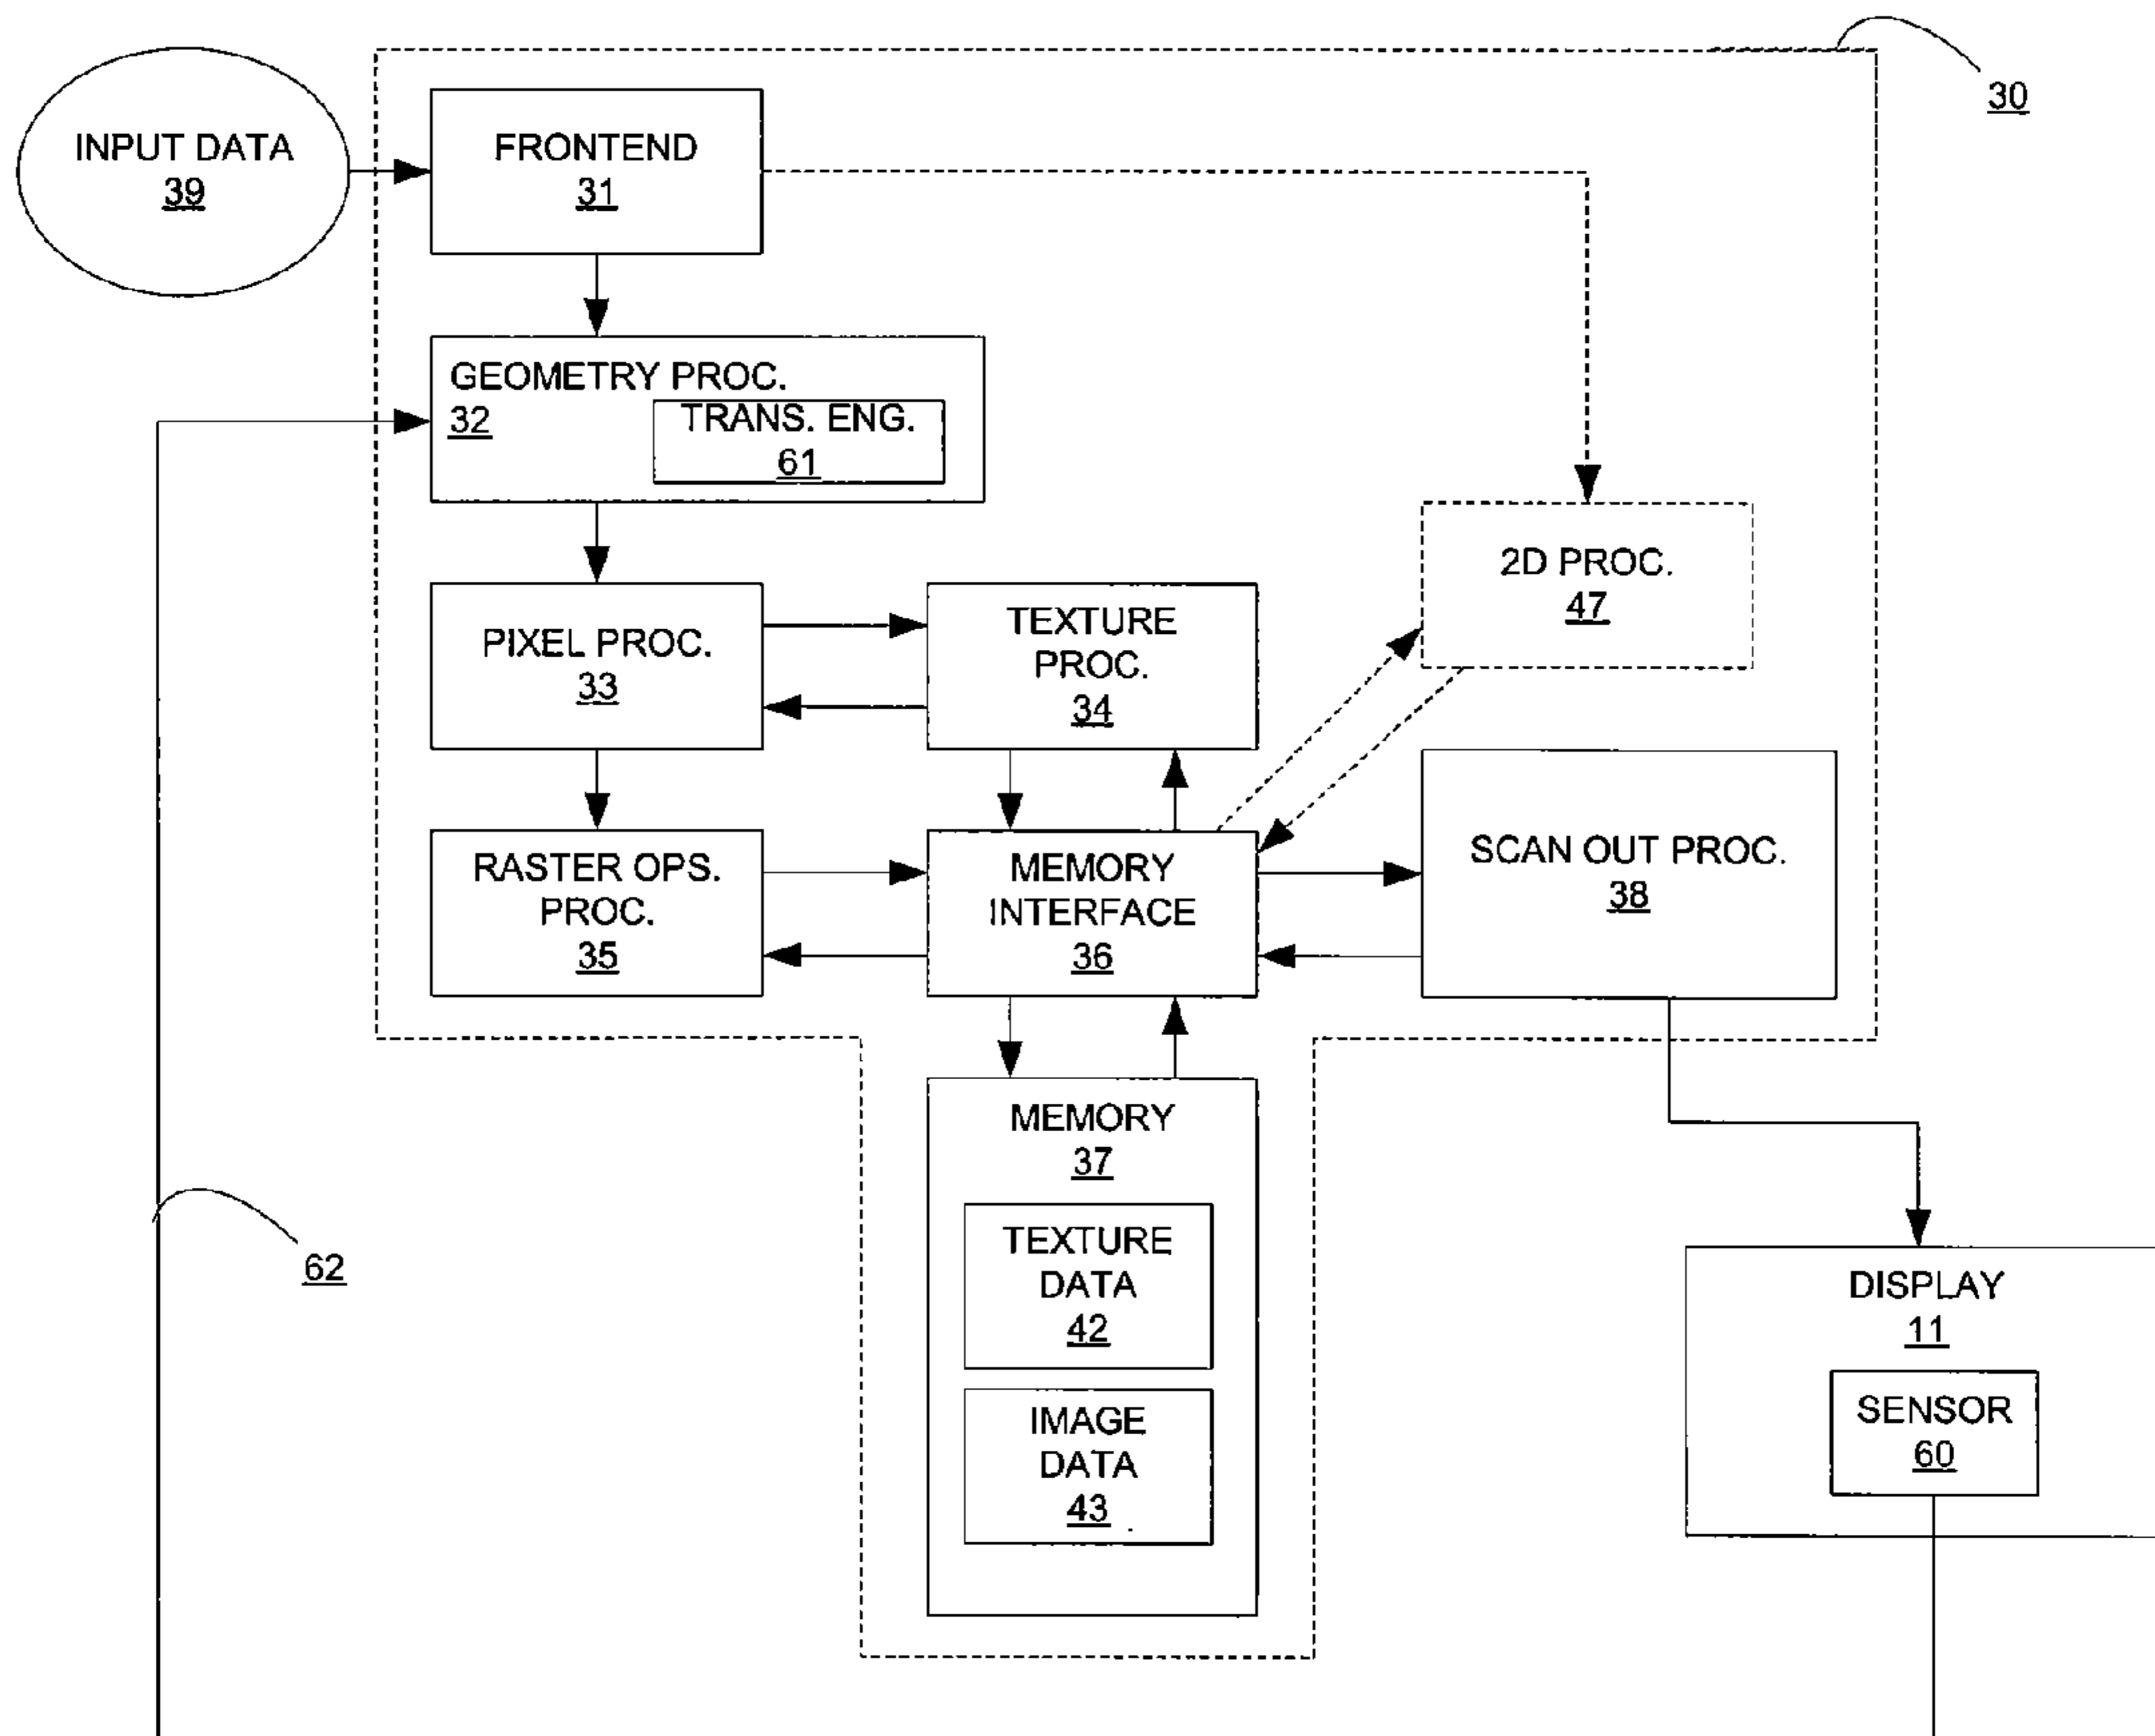 30
INPUT DATA
39
FRONTEND
31
GEOMETRY PROC.
32
TRANS. ENG.
61
2D PROC.
47
PIXEL PROC.
33
TEXTURE
PROC.
34
RASTER OPS.
PROC.
35
MEMORY
INTERFACE
36
SCAN OUT PROC.
38
MEMORY
37
TEXTURE
DATA
42
IMAGE
DATA
43
62
DISPLAY
11
SENSOR
60